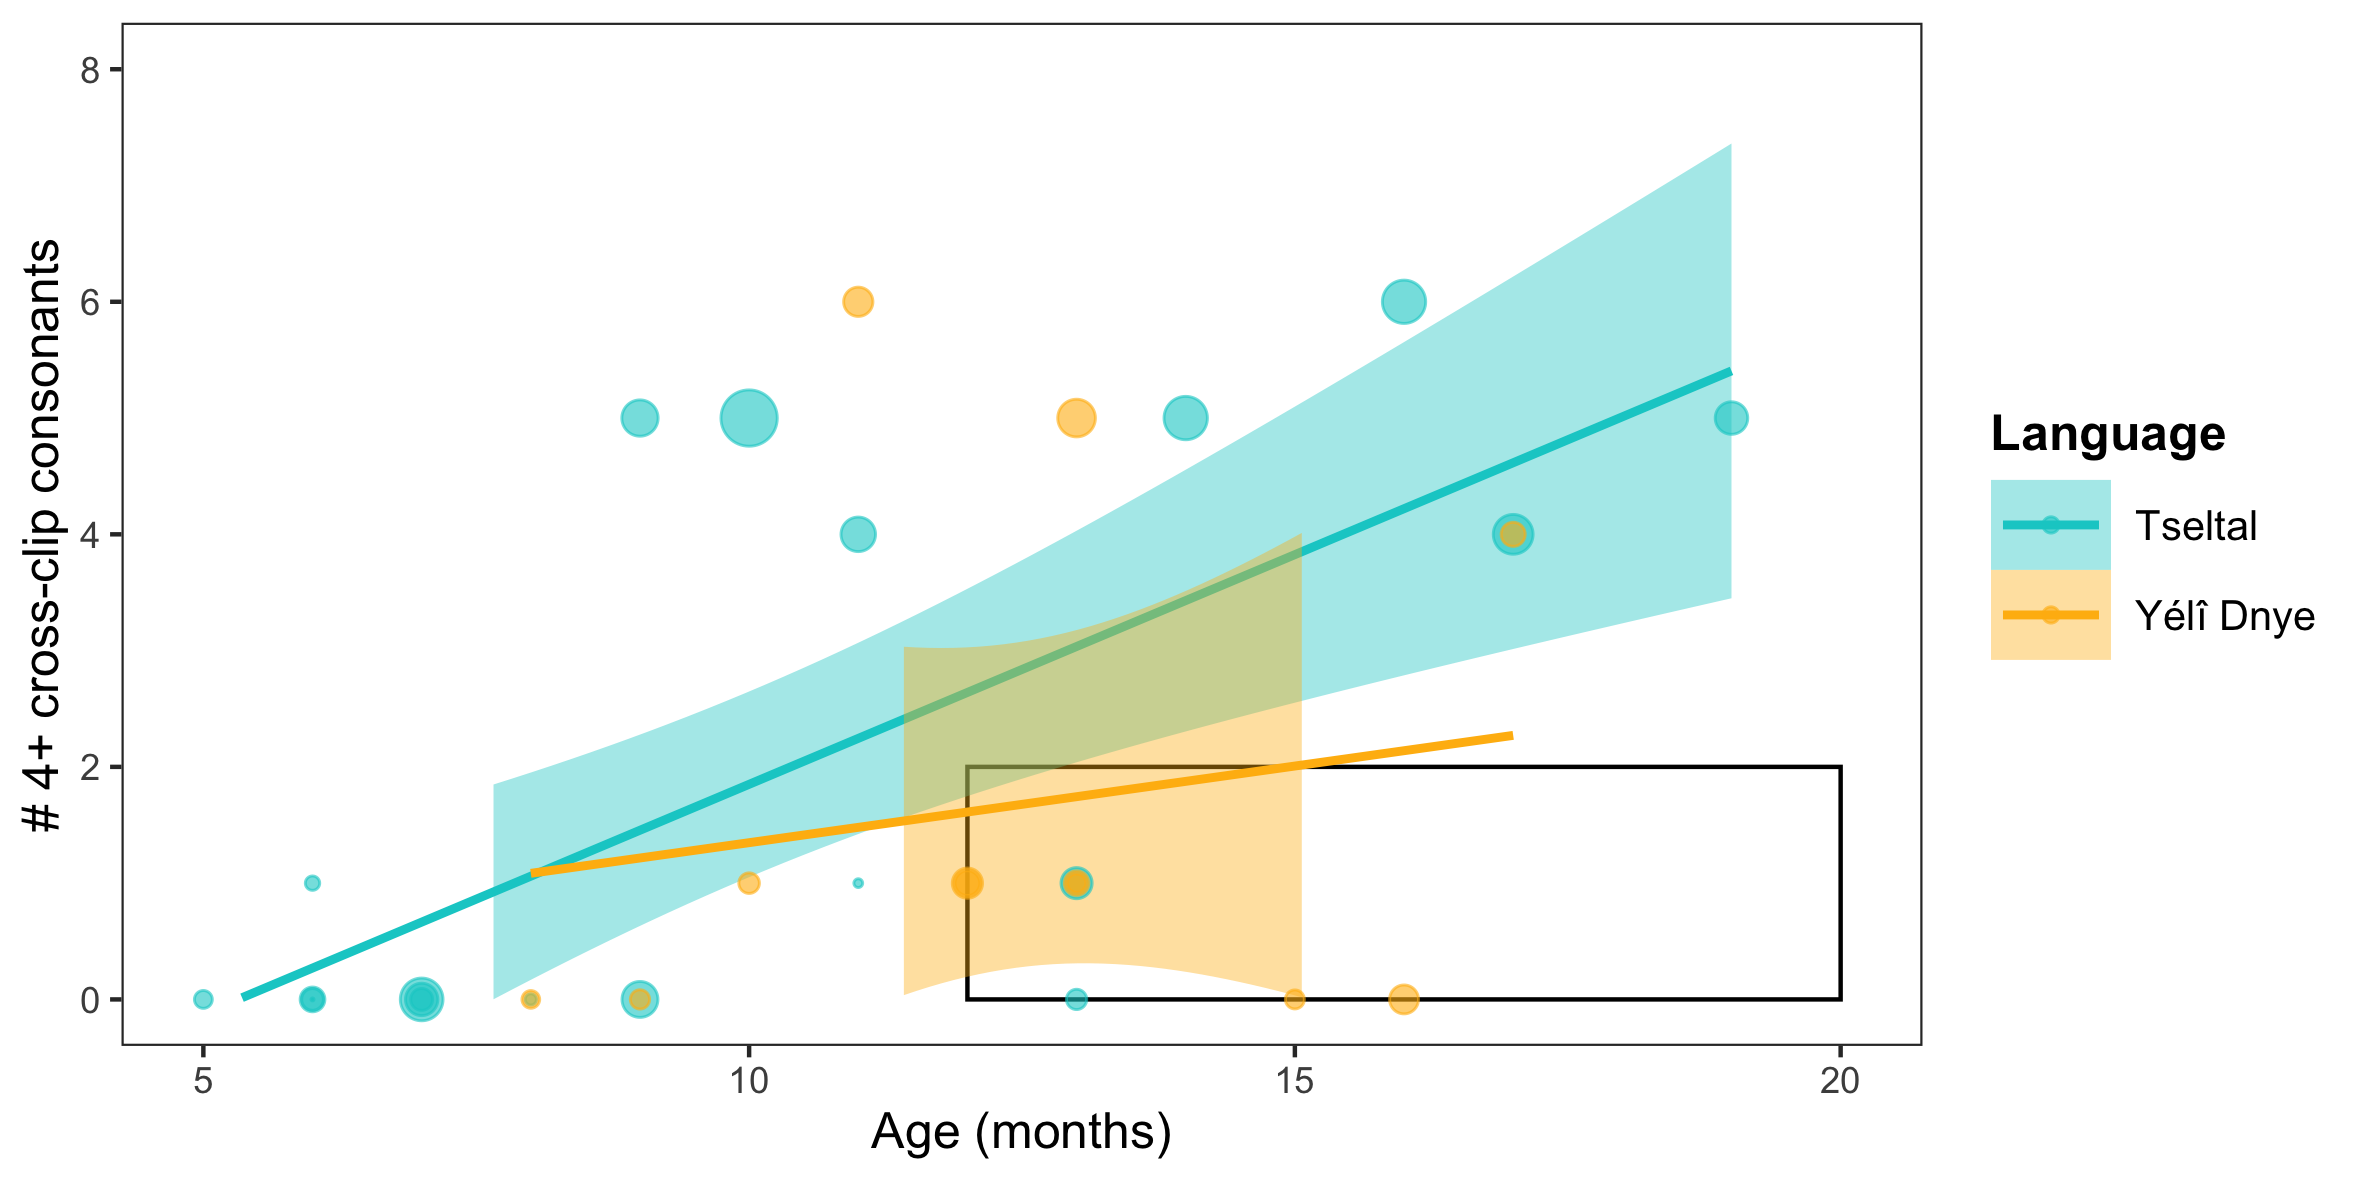 8
6
4
2
0
# 4+ cross-clip consonants
5
10
15
20
Age (months)
Language
Tseltal
Yélî Dnye